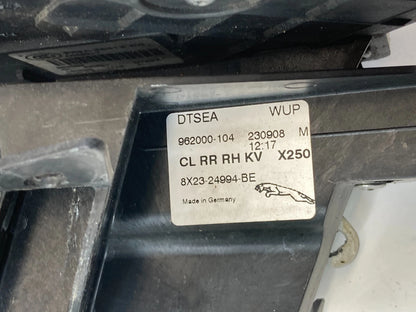 DTSEA WUP
962000-104 230908 M
12:17
CL RR RH KV X250
8X23-24994-BE
Made in Germany